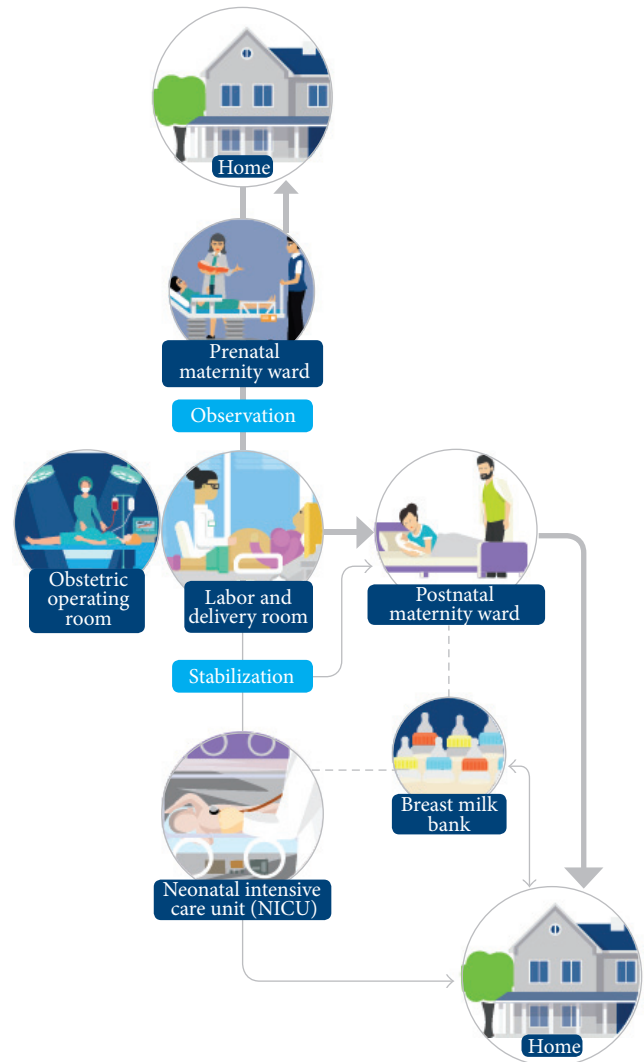 Home
Prenatal
maternity ward
Observation
Obstetric
operating
room
Labor and
delivery room
Postnatal
maternity ward
Stabilization
Breast milk
bank
Neonatal intensive
care unit (NICU)
Home